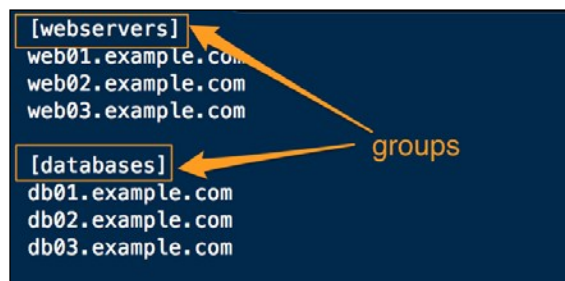 [webservers]
web01.example.com
web02.example.com
web03.example.com
groups
[databases]
db01.example.com
db02.example.com
db03.example.com